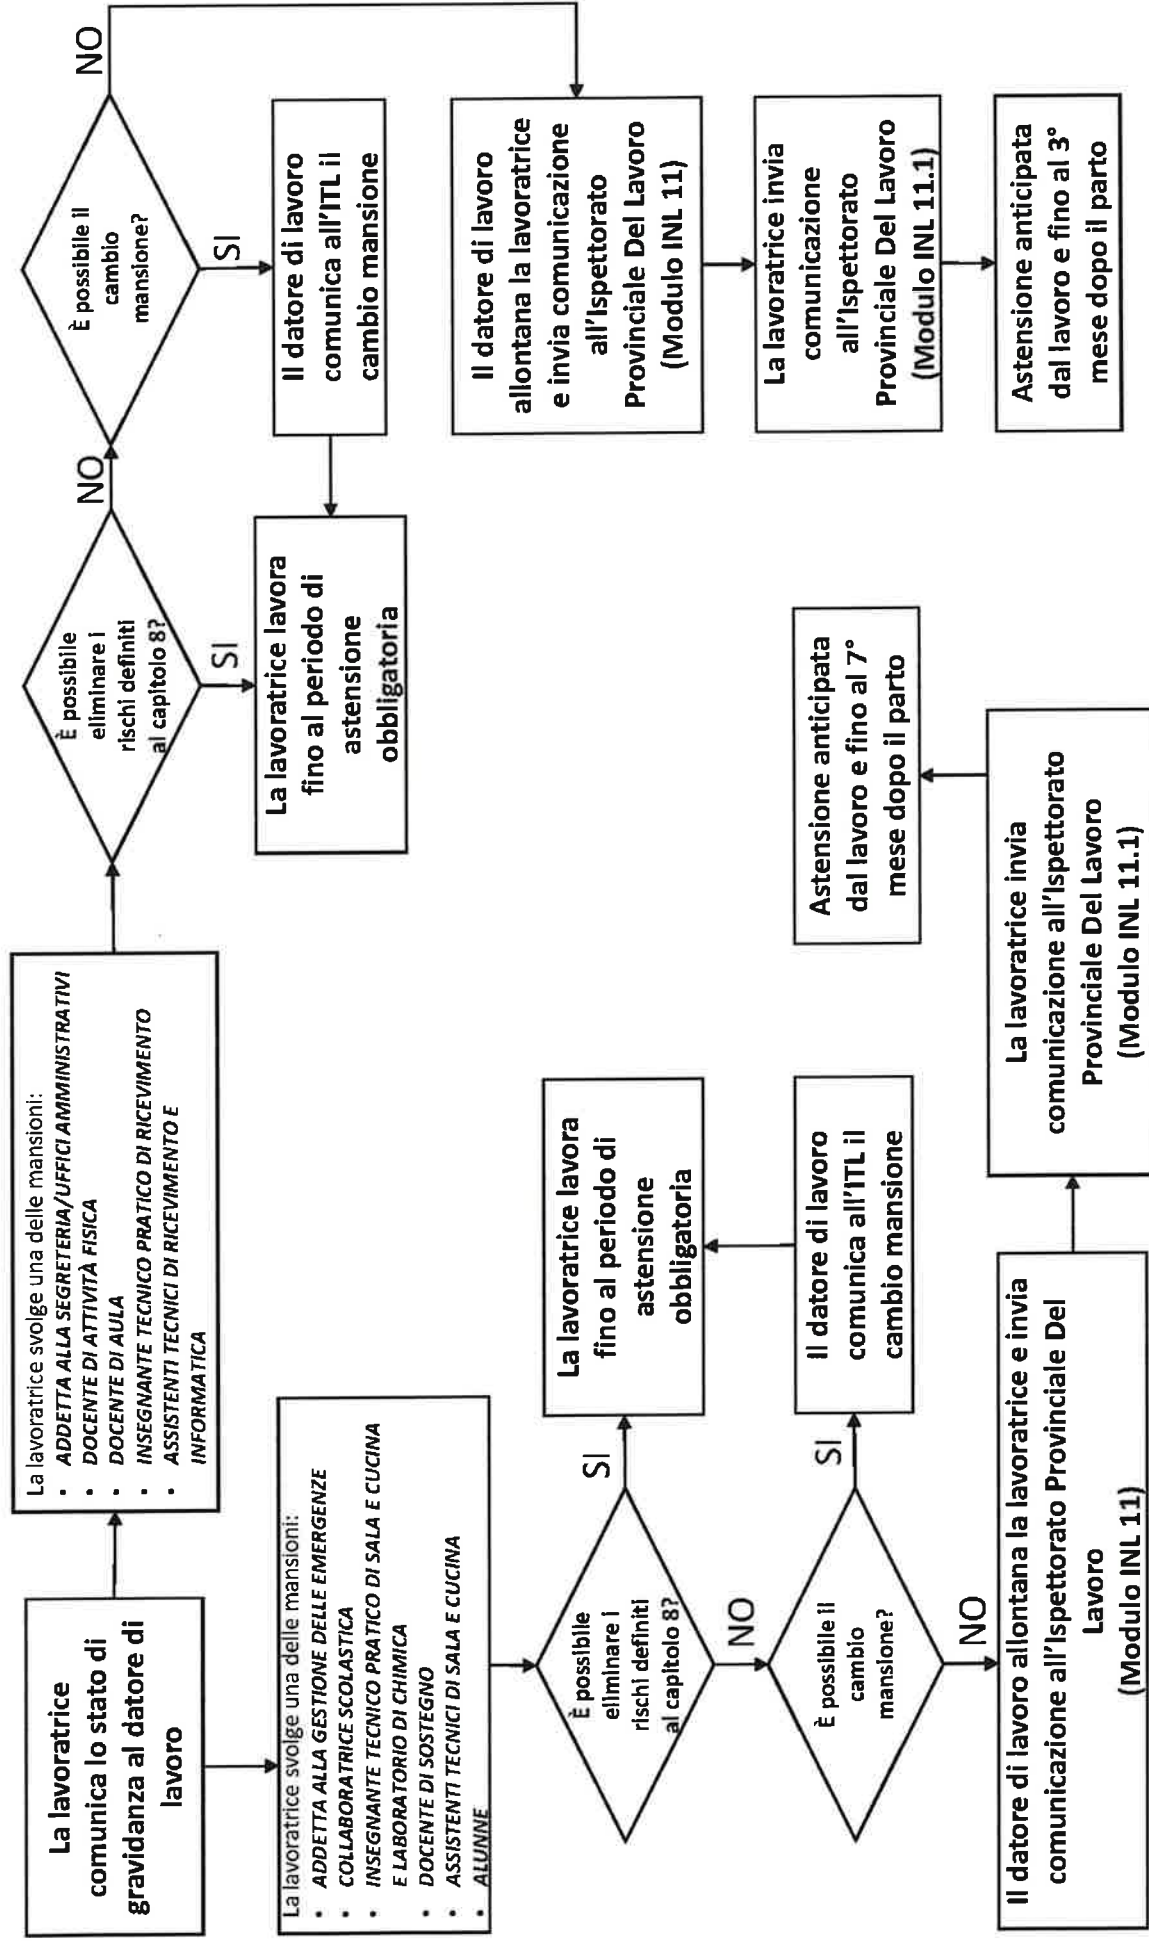 La lavoratrice
comunica lo stato di
gravidanza al datore di
lavoro
La lavoratrice svolge una delle mansioni:
• ADDETTA ALLA SEGRETERIA/UFFICI AMMINISTRATIVI
• DOCENTE DI ATTIVITÀ FISICA
• DOCENTE DI AULA
• INSEGNANTE TECNICO PRATICO DI RICEVIMENTO
• ASSISTENTI TECNICI DI RICEVIMENTO E
INFORMATICA
È possibile
eliminare i
rischi definiti
al capitolo 8?
NO
SI
È possibile il
cambio
mansione?
NO
SI
La lavoratrice lavora
fino al periodo di
astensione
obbligatoria
Il datore di lavoro
comunica all'ITL il
cambio mansione
Il datore di lavoro
allontana la lavoratrice
e invia comunicazione
all'Ispettorato
Provinciale Del Lavoro
(Modulo INL 11)
La lavoratrice invia
comunicazione
all'Ispettorato
Provinciale Del Lavoro
(Modulo INL 11.1)
Astensione anticipata
dal lavoro e fino al 3°
mese dopo il parto
La lavoratrice svolge una delle mansioni:
• ADDETTA ALLA GESTIONE DELLE EMERGENZE
• COLLABORATRICE SCOLASTICA
• INSEGNANTE TECNICO PRATICO DI SALA E CUCINA
E LABORATORIO DI CHIMICA
• DOCENTE DI SOSTEGNO
• ASSISTENTI TECNICI DI SALA E CUCINA
• ALUNNE
È possibile
eliminare i
rischi definiti
al capitolo 8?
SI
NO
La lavoratrice lavora
fino al periodo di
astensione
obbligatoria
È possibile il
cambio
mansione?
SI
NO
Il datore di lavoro
comunica all'ITL il
cambio mansione
Il datore di lavoro allontana la lavoratrice e invia
comunicazione all'Ispettorato Provinciale Del
Lavoro
(Modulo INL 11)
La lavoratrice invia
comunicazione all'Ispettorato
Provinciale Del Lavoro
(Modulo INL 11.1)
Astensione anticipata
dal lavoro e fino al 7°
mese dopo il parto